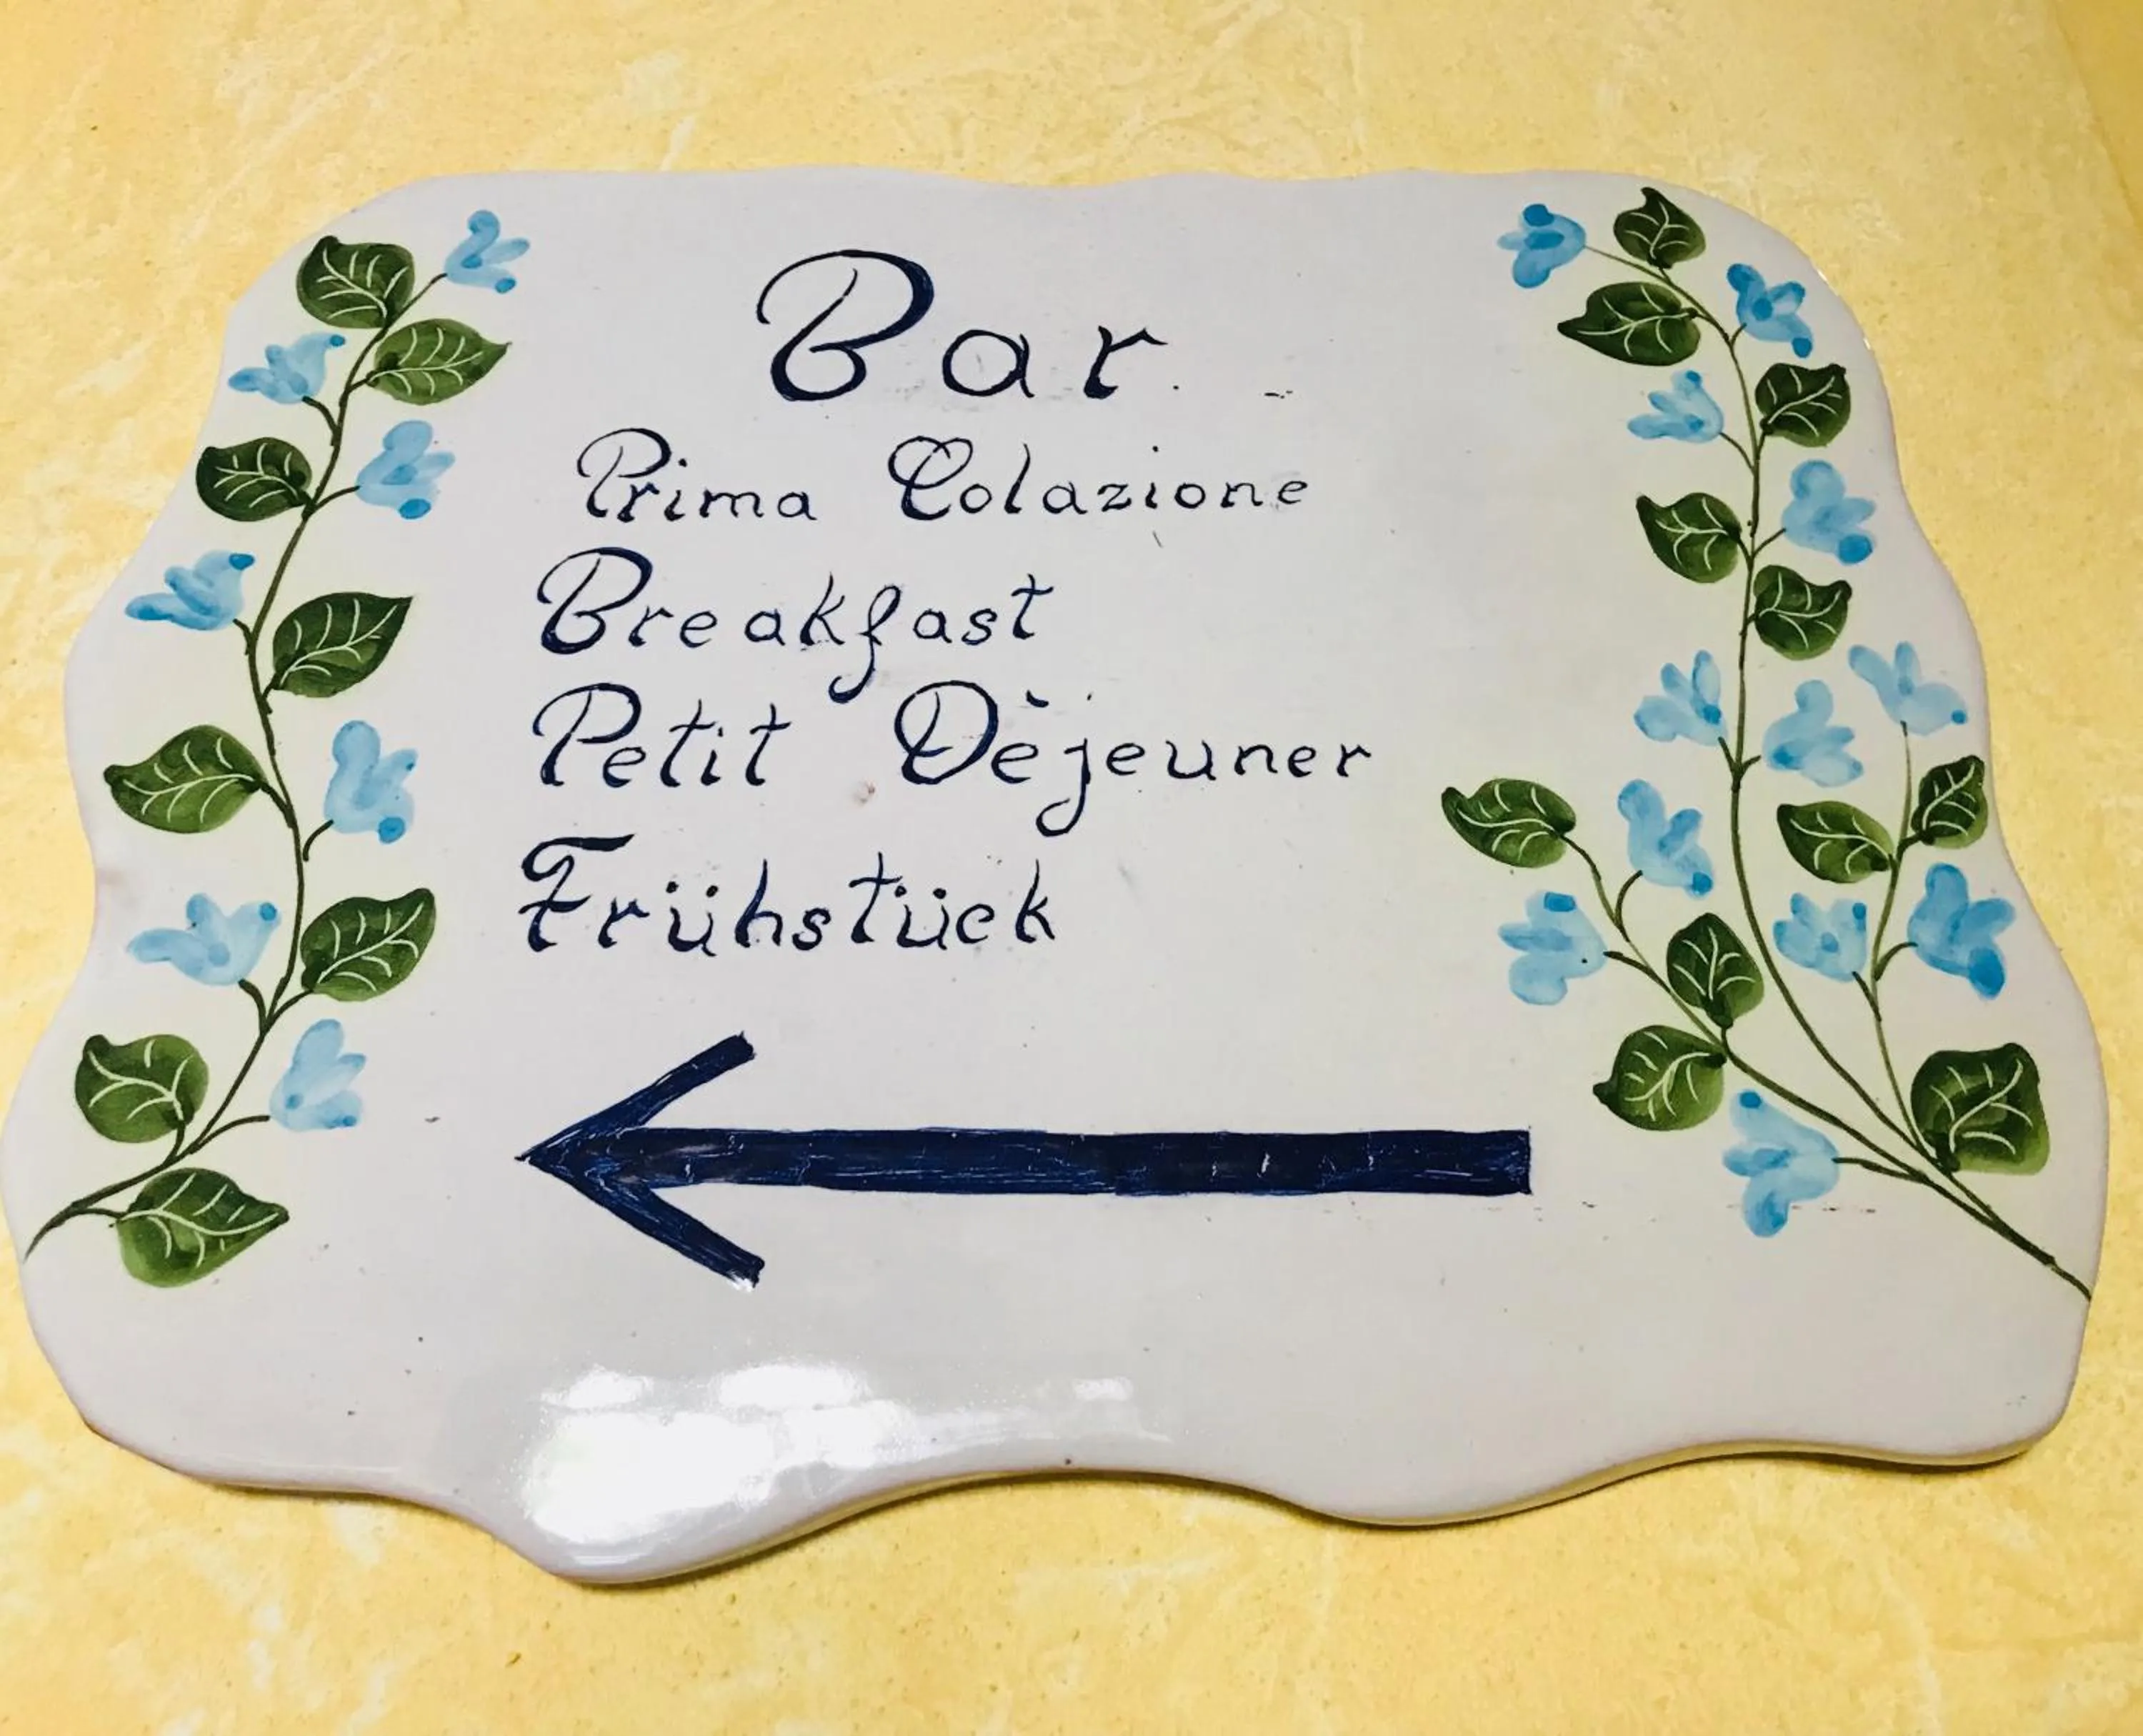 Bar
Prima Colazione
Breakfast
Petit Dèjeuner
Frühstück